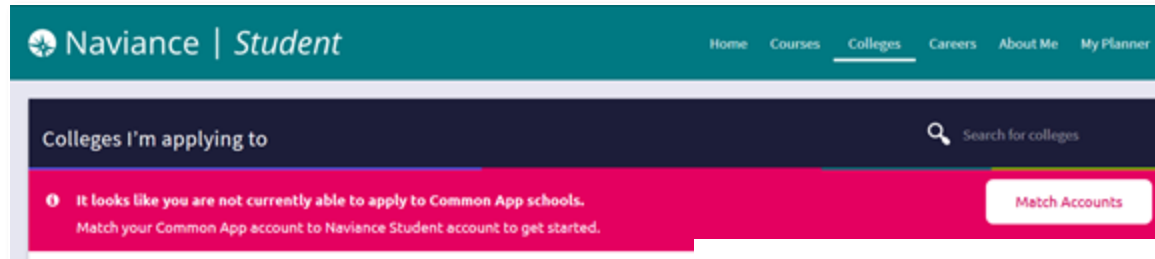 Naviance | Student
Home Courses Colleges Careers About Me My Planner
Colleges I'm applying to
Search for colleges
It looks like you are not currently able to apply to Common App schools.
Match your Common App account to Naviance Student account to get started.
Match Accounts